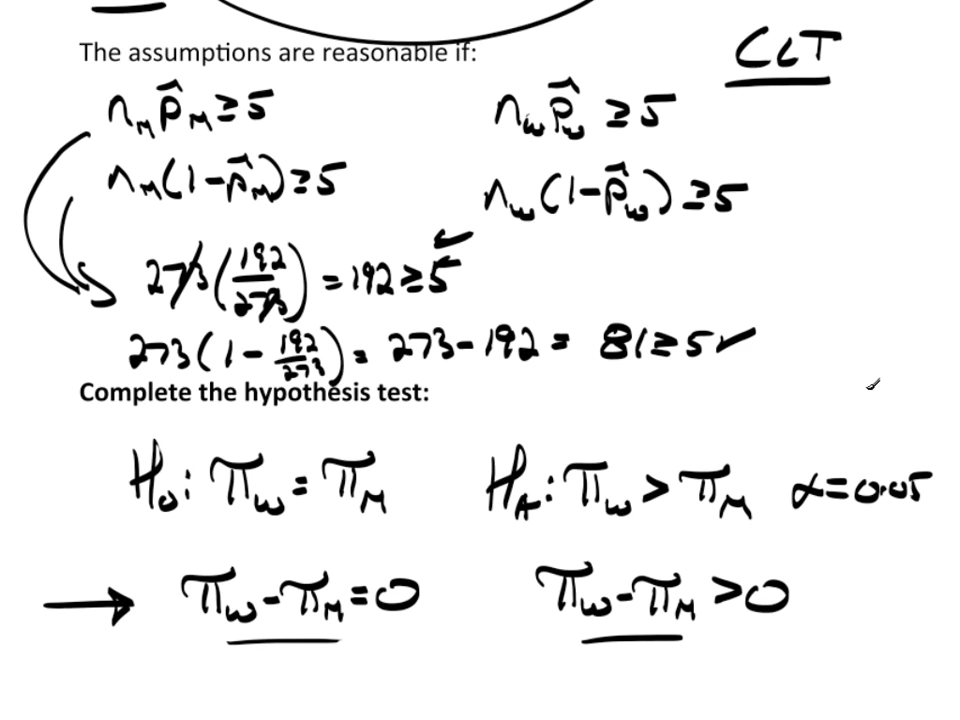 The assumptions are reasonable if: CLT
n_M p̂_M ≥ 5 n_w p̂_w ≥ 5
n_M(1-p̂_M) ≥ 5 n_w(1-p̂_w) ≥ 5
273(192/273) = 192 ≥ 5 ✓
273(1-192/273) = 273-192 = 81 ≥ 5 ✓
Complete the hypothesis test:
H_0: π_w = π_M H_A: π_w > π_M α=0.05
→ π_w - π_M = 0 π_w - π_M > 0